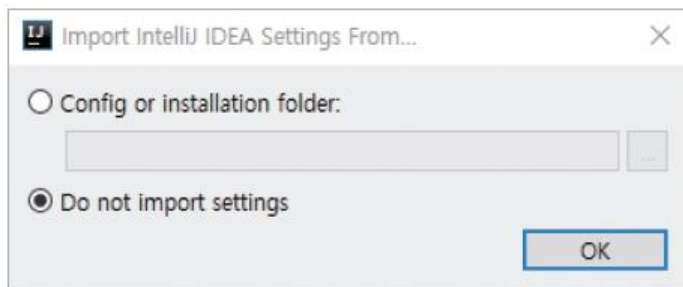 IJ Import IntelliJ IDEA Settings From...
Config or installation folder:
...
Do not import settings
OK